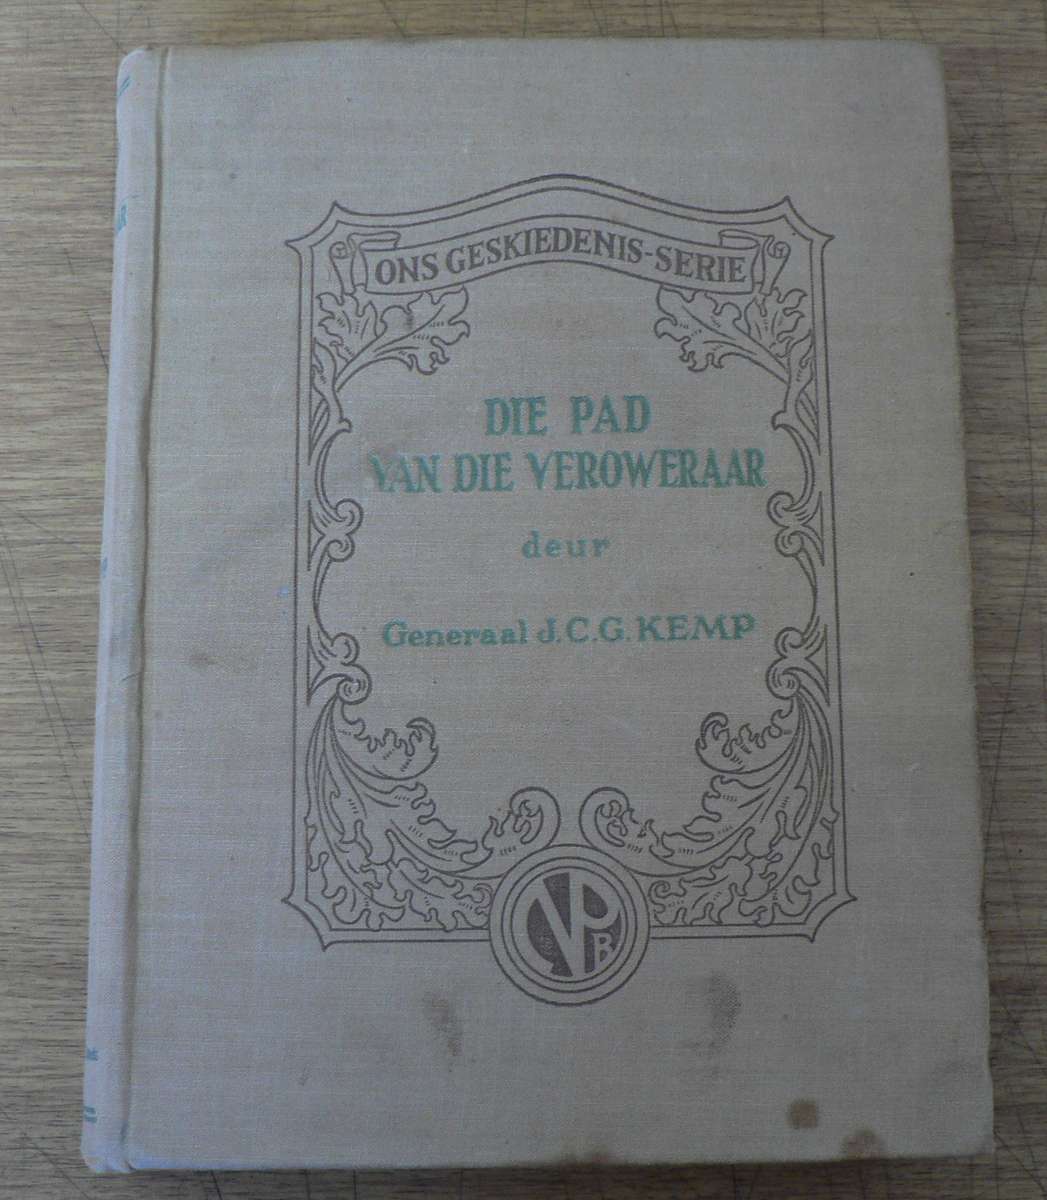 ONS GESKIEDENIS-SERIE
DIE PAD
VAN DIE VEROWERAAR
deur
Generaal J.C.G. KEMP